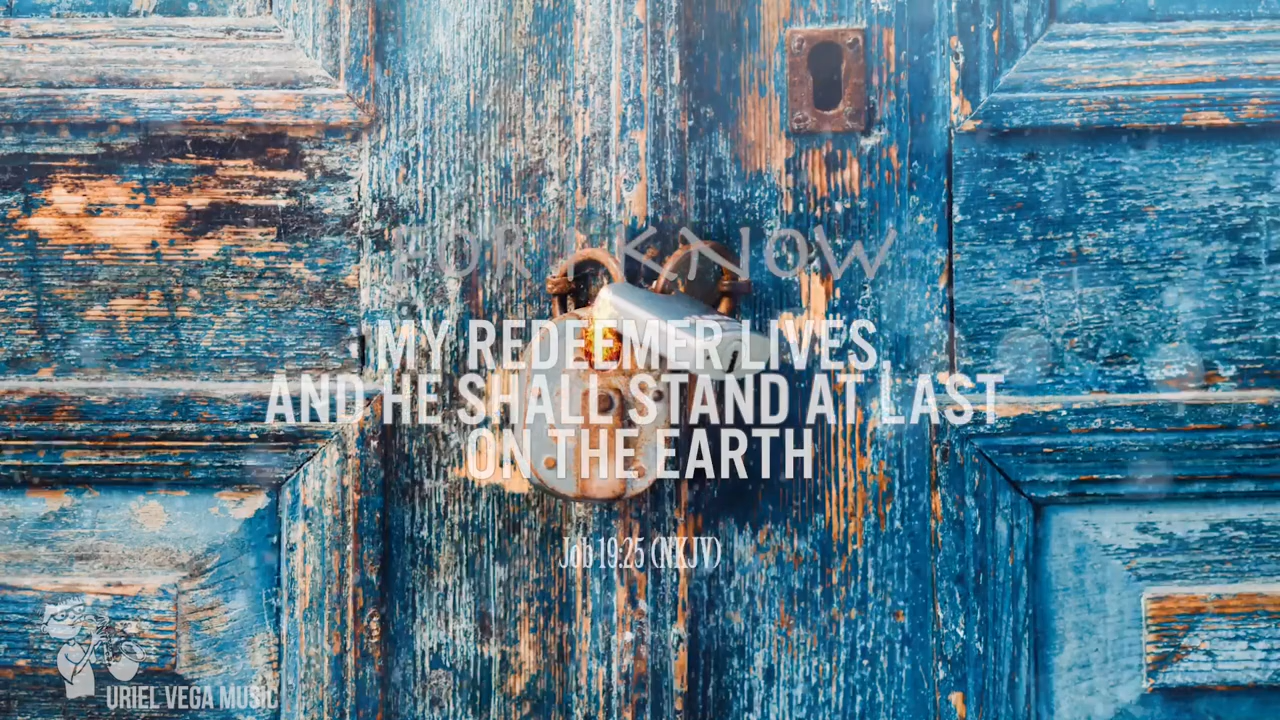 FOR I KNOW
MY REDEEMER LIVES,
AND HE SHALL STAND AT LAST
ON THE EARTH
Job 19:25 (NKJV)
URIEL VEGA MUSIC